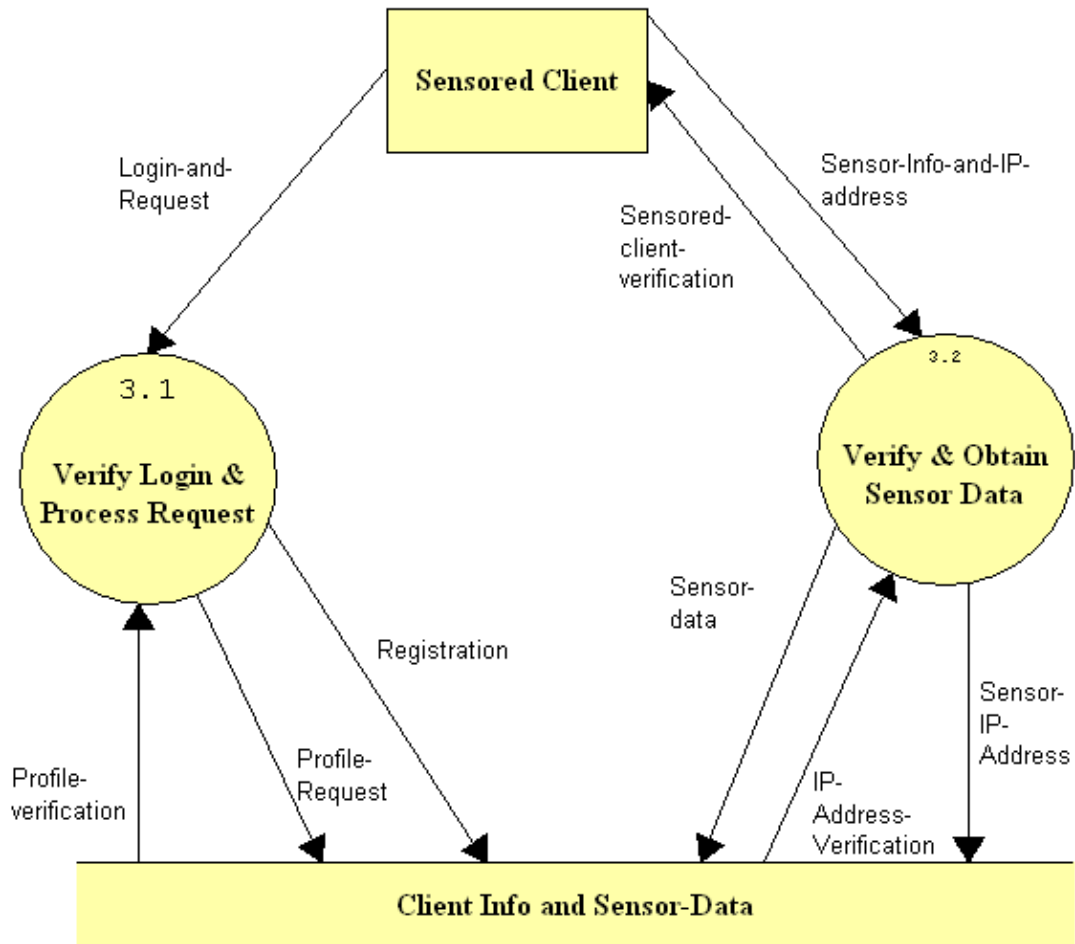 Sensored Client
Login-and-
Request
Sensor-Info-and-IP-
address
Sensored-
client-
verification
3.1
Verify Login &
Process Request
3.2
Verify & Obtain
Sensor Data
Sensor-
data
Registration
Profile-
Request
Profile-
verification
Sensor-
IP-
Address
IP-
Address-
Verification
Client Info and Sensor-Data